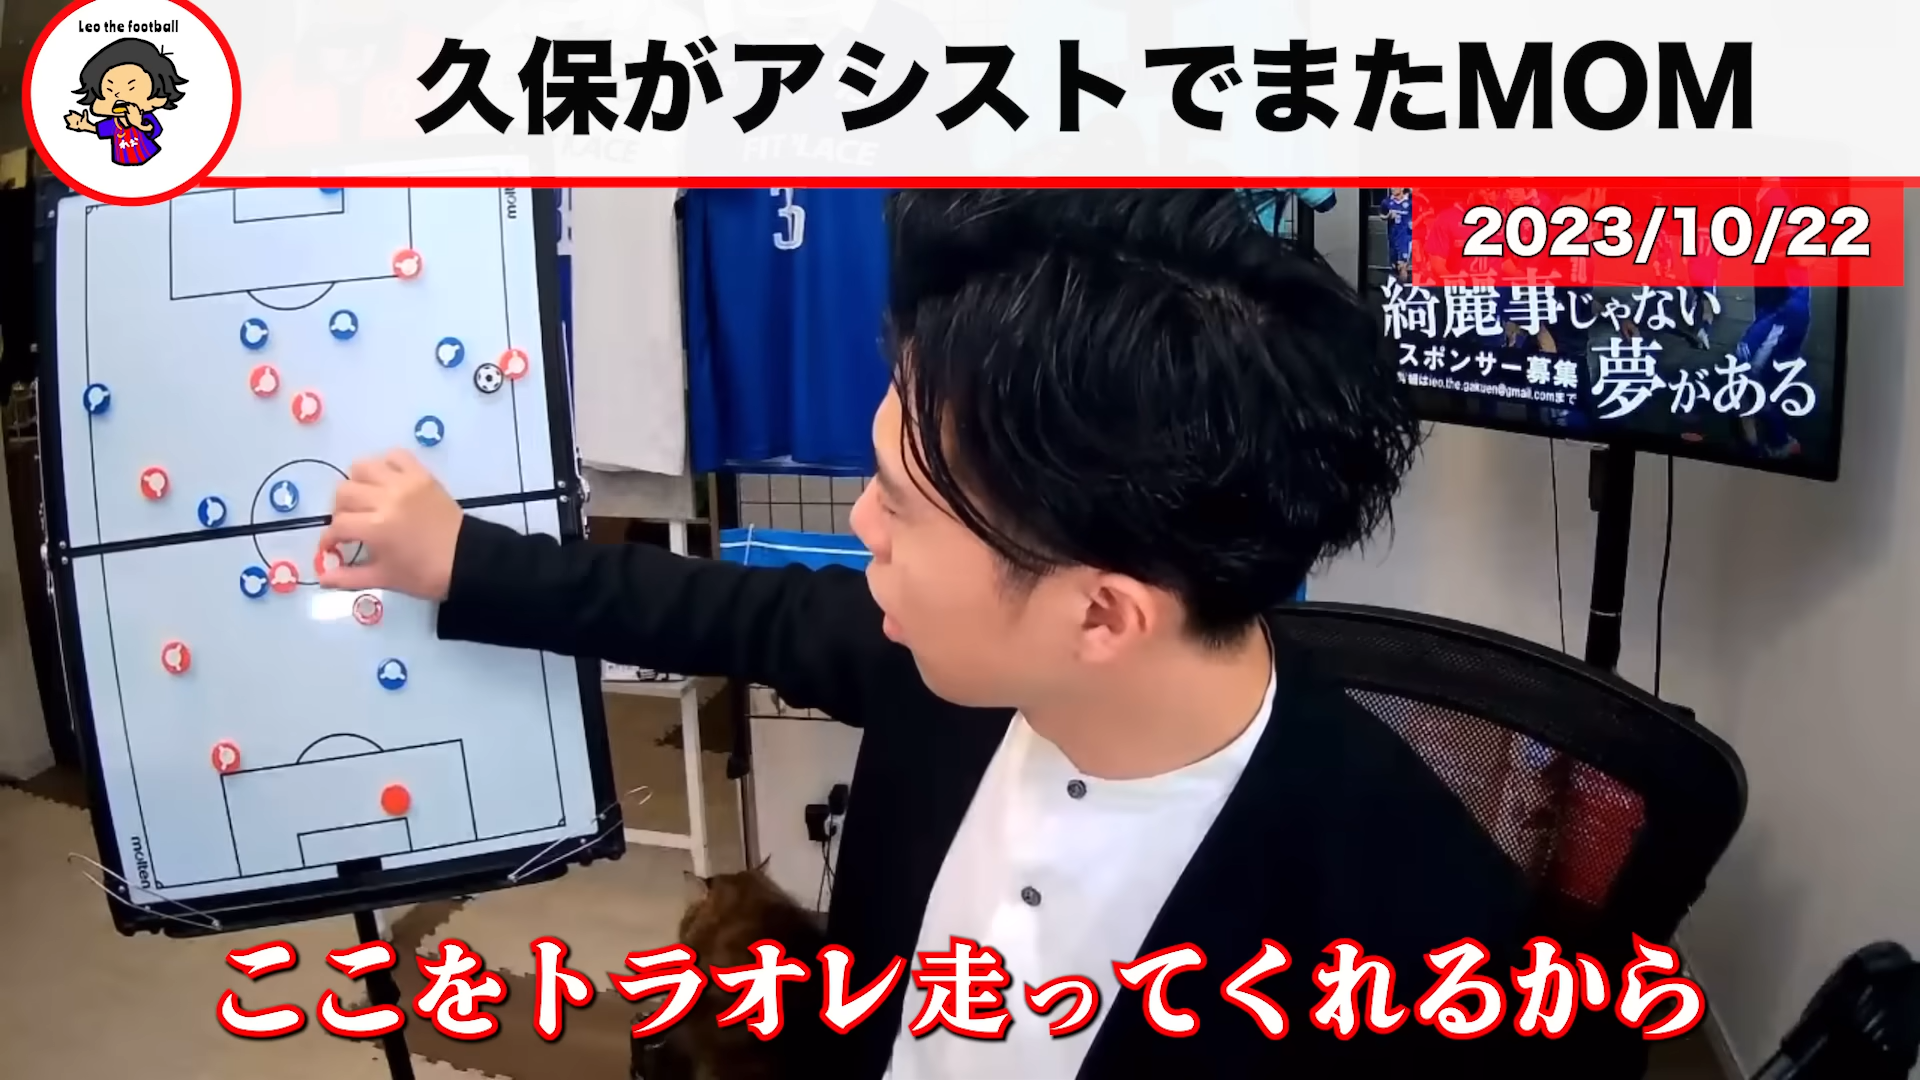 Leo the football
久保がアシストでまたMOM
FIT PLACE
3
2023/10/22
綺麗事じゃない
スポンサー募集
夢がある
molten
ここをトラオレ走ってくれるから